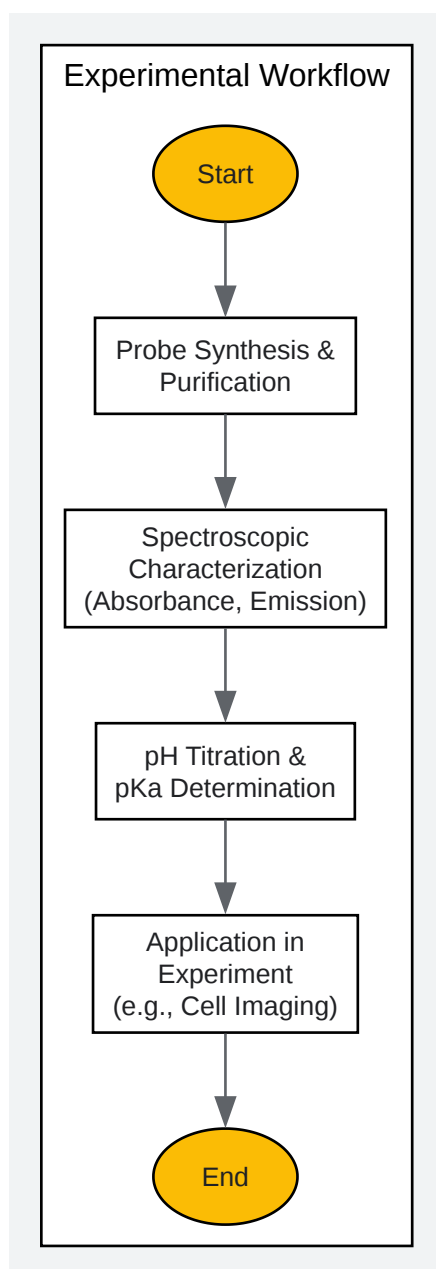 Experimental Workflow
Start
Probe Synthesis &
Purification
Spectroscopic
Characterization
(Absorbance, Emission)
pH Titration &
pKa Determination
Application in
Experiment
(e.g., Cell Imaging)
End